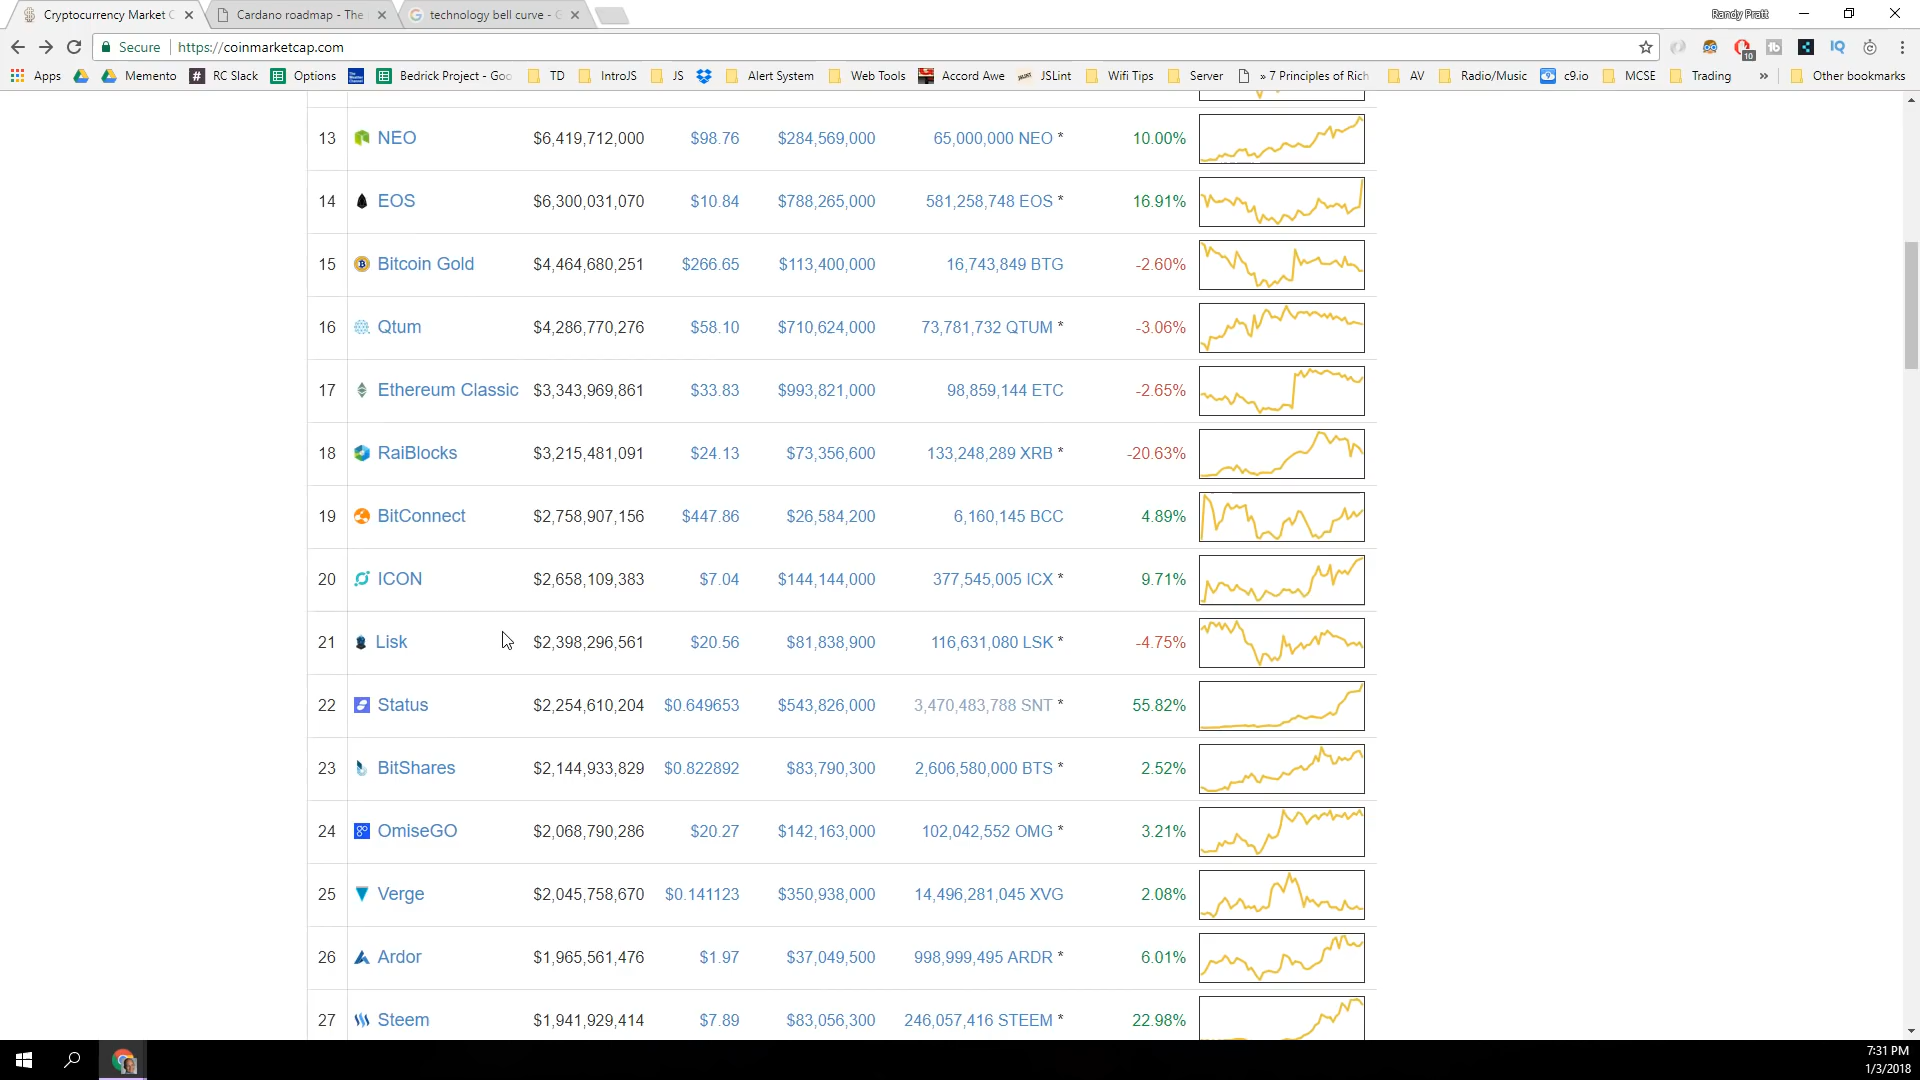 Cryptocurrency Market C
Cardano roadmap - The
technology bell curve - G
Randy Pratt
Secure https://coinmarketcap.com
10
Apps Memento RC Slack Options Bedrick Project - Goo TD IntroJS JS Alert System Web Tools Accord Awe JSLint Wifi Tips Server » 7 Principles of Rich AV Radio/Music c9.io MCSE Trading » Other bookmarks
13 NEO $6,419,712,000 $98.76 $284,569,000 65,000,000 NEO * 10.00%
14 EOS $6,300,031,070 $10.84 $788,265,000 581,258,748 EOS * 16.91%
15 Bitcoin Gold $4,464,680,251 $266.65 $113,400,000 16,743,849 BTG -2.60%
16 Qtum $4,286,770,276 $58.10 $710,624,000 73,781,732 QTUM * -3.06%
17 Ethereum Classic $3,343,969,861 $33.83 $993,821,000 98,859,144 ETC -2.65%
18 RaiBlocks $3,215,481,091 $24.13 $73,356,600 133,248,289 XRB * -20.63%
19 BitConnect $2,758,907,156 $447.86 $26,584,200 6,160,145 BCC 4.89%
20 ICON $2,658,109,383 $7.04 $144,144,000 377,545,005 ICX * 9.71%
21 Lisk $2,398,296,561 $20.56 $81,838,900 116,631,080 LSK * -4.75%
22 Status $2,254,610,204 $0.649653 $543,826,000 3,470,483,788 SNT * 55.82%
23 BitShares $2,144,933,829 $0.822892 $83,790,300 2,606,580,000 BTS * 2.52%
24 OmiseGO $2,068,790,286 $20.27 $142,163,000 102,042,552 OMG * 3.21%
25 Verge $2,045,758,670 $0.141123 $350,938,000 14,496,281,045 XVG 2.08%
26 Ardor $1,965,561,476 $1.97 $37,049,500 998,999,495 ARDR * 6.01%
27 Steem $1,941,929,414 $7.89 $83,056,300 246,057,416 STEEM * 22.98%
7:31 PM
1/3/2018